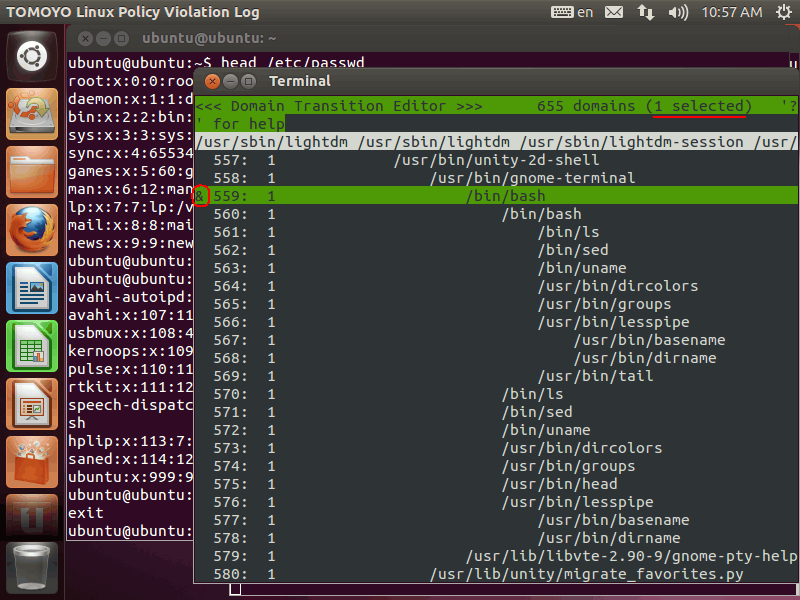 TOMOYO Linux Policy Violation Log
en
10:57 AM
ubuntu@ubuntu: ~
ubuntu@ubuntu:~$ head /etc/passwd
root:x:0:0:roo
daemon:x:1:1:d
bin:x:2:2:bin:
sys:x:3:3:sys:
sync:x:4:65534
games:x:5:60:g
man:x:6:12:man
lp:x:7:7:lp:/v
mail:x:8:8:mai
news:x:9:9:new
ubuntu@ubuntu:
ubuntu@ubuntu:
avahi-autoipd:
avahi:x:107:11
usbmux:x:108:4
kernoops:x:109
pulse:x:110:11
rtkit:x:111:12
speech-dispatc
sh
hplip:x:113:7:
saned:x:114:12
ubuntu:x:999:9
ubuntu@ubuntu:
exit
ubuntu@ubuntu:
Terminal
<<< Domain Transition Editor >>>      655 domains (1 selected)   '?
' for help
/usr/sbin/lightdm /usr/sbin/lightdm /usr/sbin/lightdm-session /usr/
557:  1             /usr/bin/unity-2d-shell
558:  1                 /usr/bin/gnome-terminal
& 559:  1                     /bin/bash
560:  1                         /bin/bash
561:  1                             /bin/ls
562:  1                             /bin/sed
563:  1                             /bin/uname
564:  1                             /usr/bin/dircolors
565:  1                             /usr/bin/groups
566:  1                             /usr/bin/lesspipe
567:  1                                 /usr/bin/basename
568:  1                                 /usr/bin/dirname
569:  1                             /usr/bin/tail
570:  1                         /bin/ls
571:  1                         /bin/sed
572:  1                         /bin/uname
573:  1                         /usr/bin/dircolors
574:  1                         /usr/bin/groups
575:  1                         /usr/bin/head
576:  1                         /usr/bin/lesspipe
577:  1                             /usr/bin/basename
578:  1                             /usr/bin/dirname
579:  1                     /usr/lib/libvte-2.90-9/gnome-pty-help
580:  1                 /usr/lib/unity/migrate_favorites.py